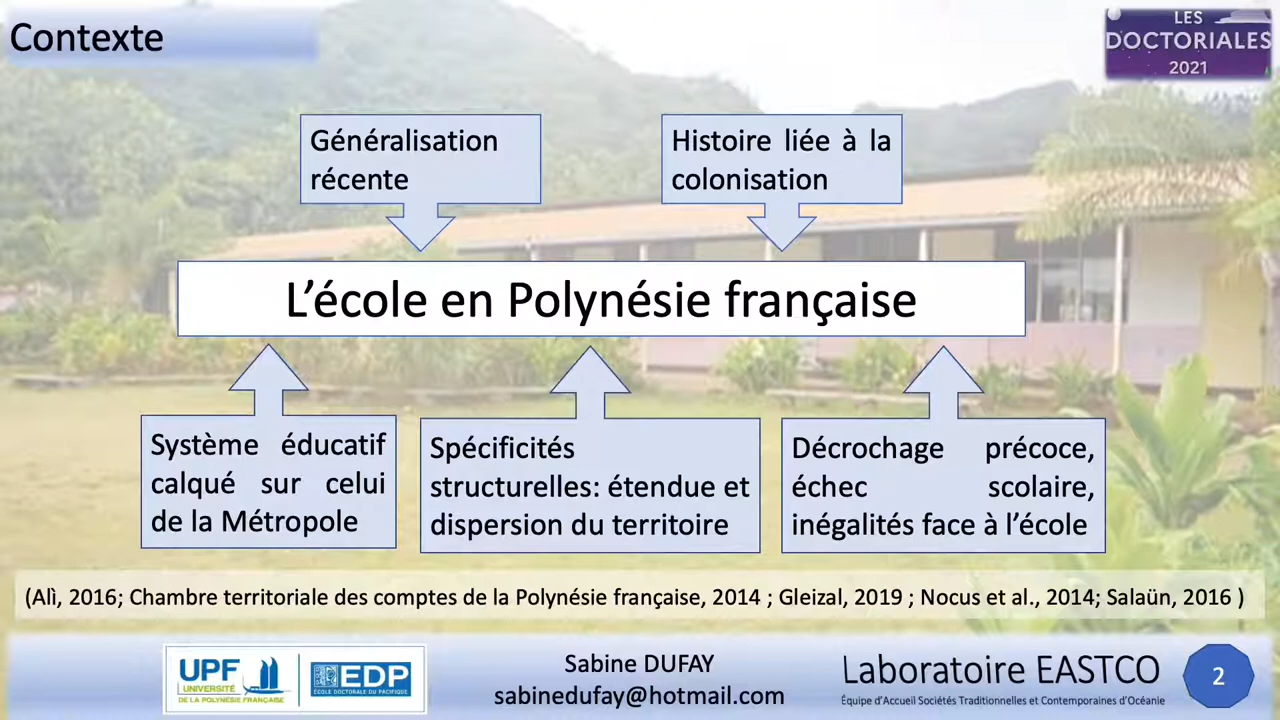 Contexte
LES
DOCTORIALES
2021
Généralisation
récente
Histoire liée à la
colonisation
L’école en Polynésie française
Système éducatif
calqué sur celui
de la Métropole
Spécificités
structurelles: étendue et
dispersion du territoire
Décrochage précoce,
échec scolaire,
inégalités face à l’école
(Alì, 2016; Chambre territoriale des comptes de la Polynésie française, 2014 ; Gleizal, 2019 ; Nocus et al., 2014; Salaün, 2016 )
UPF
UNIVERSITÉ
DE LA POLYNÉSIE FRANÇAISE
EDP
ÉCOLE DOCTORALE DU PACIFIQUE
Sabine DUFAY
sabinedufay@hotmail.com
Laboratoire EASTCO
Équipe d’Accueil Sociétés Traditionnelles et Contemporaines d’Océanie
2